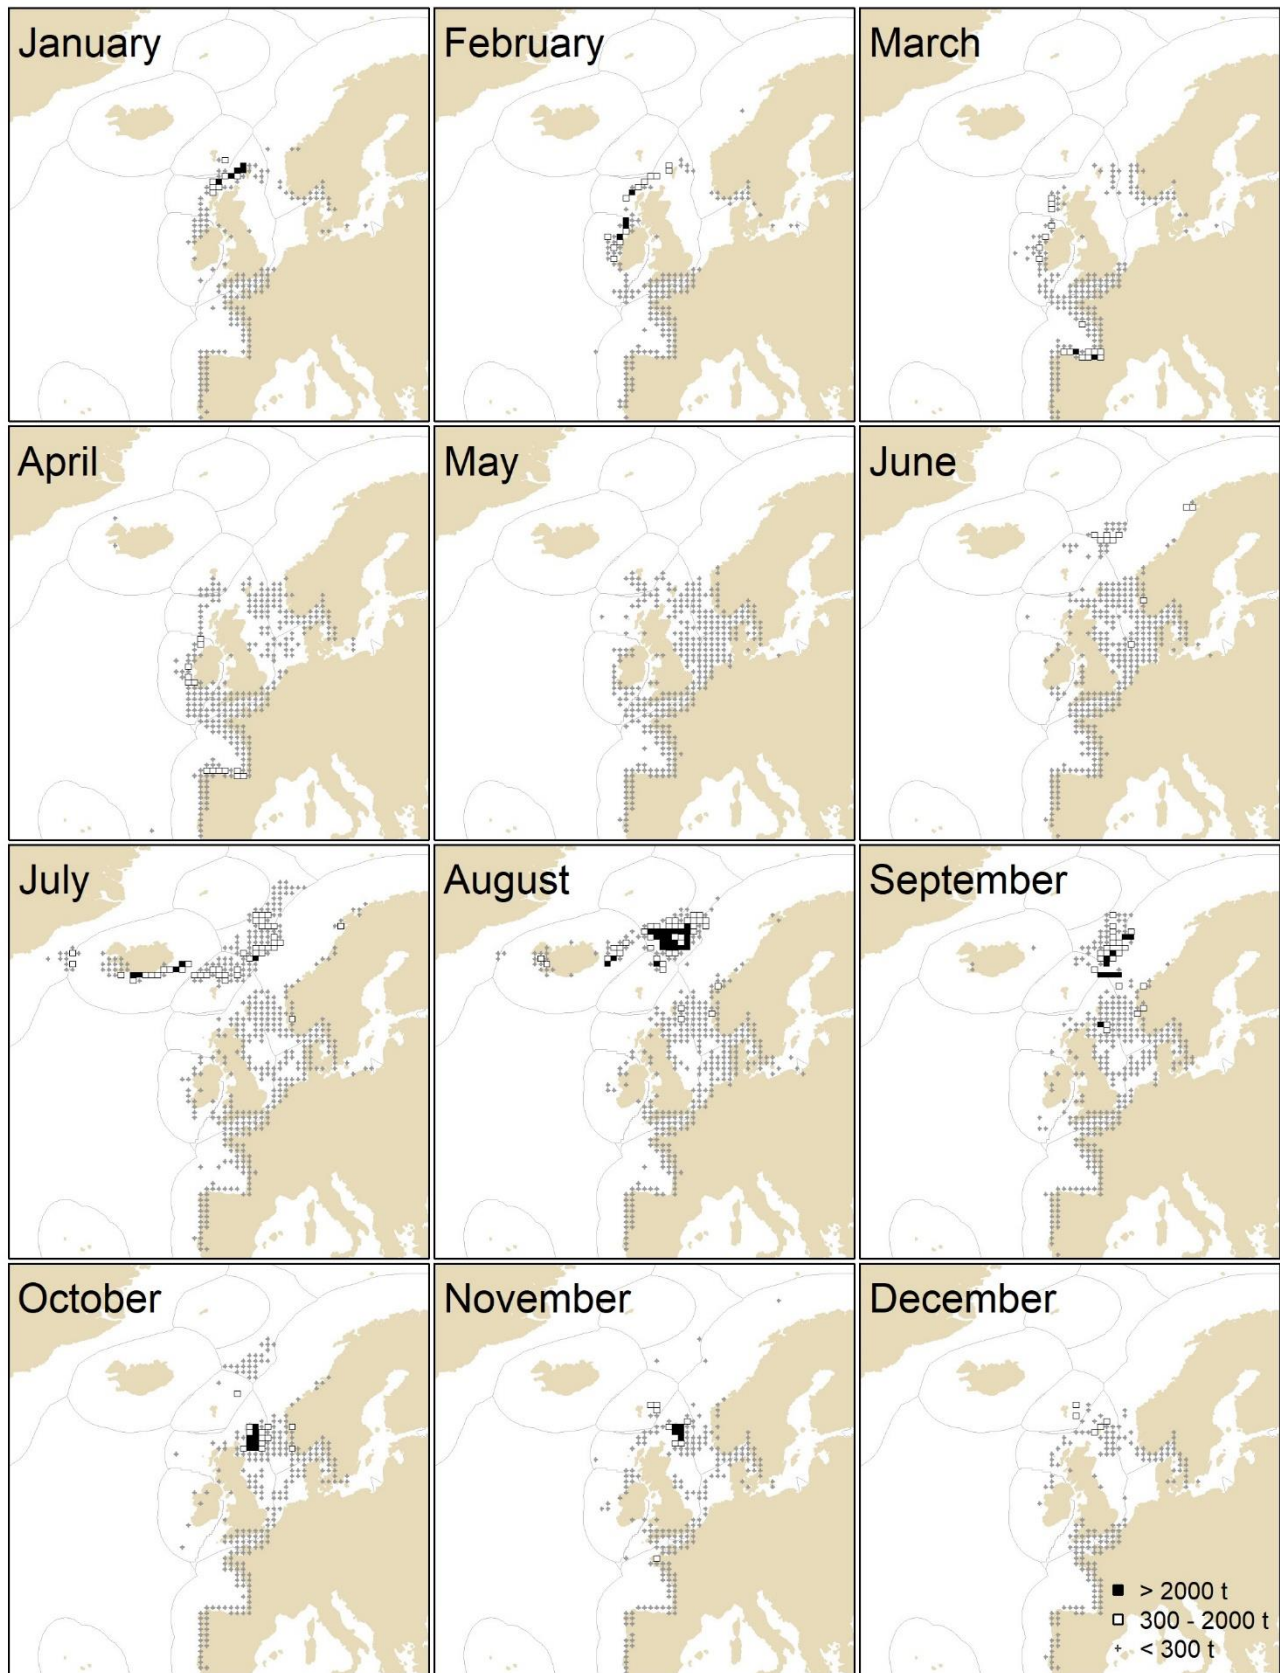 January
February
March
April
May
June
July
August
September
October
November
December
> 2000 t
300 - 2000 t
< 300 t